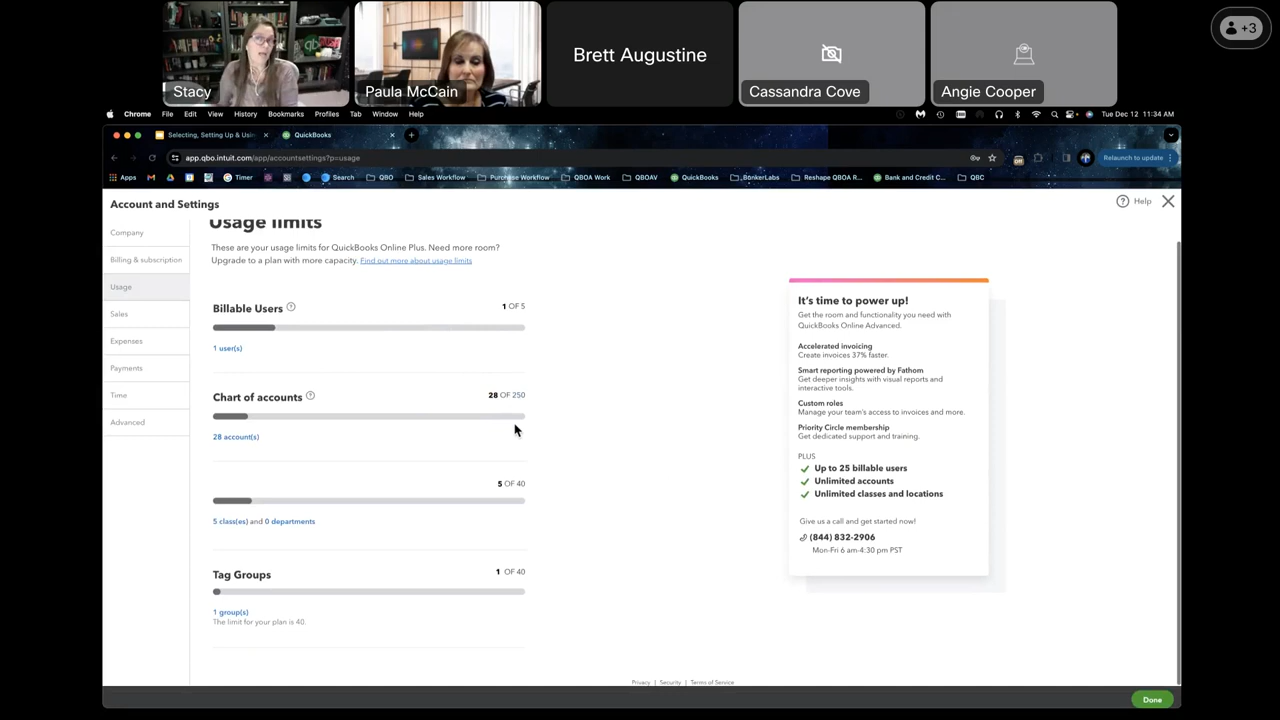 +3
Stacy
Paula McCain
Brett Augustine
Cassandra Cove
Angie Cooper
Chrome File Edit View History Bookmarks Profiles Tab Window Help
Tue Dec 12 11:34 AM
Selecting, Setting Up & Usin
QuickBooks
app.qbo.intuit.com/app/accountsettings?p=usage
Relaunch to update
Apps
Timer
Search
QBO
Sales Workflow
Purchase Workflow
QBOA Work
QBOAV
QuickBooks
BonkerLabs
Reshape QBOA R...
Bank and Credit C...
QBC
Account and Settings
Help
Company
Billing & subscription
Usage
Sales
Expenses
Payments
Time
Advanced
Usage limits
These are your usage limits for QuickBooks Online Plus. Need more room?
Upgrade to a plan with more capacity. Find out more about usage limits
Billable Users
1 OF 5
1 user(s)
Chart of accounts
28 OF 250
28 account(s)
5 OF 40
5 class(es) and 0 departments
Tag Groups
1 OF 40
1 group(s)
The limit for your plan is 40.
It's time to power up!
Get the room and functionality you need with
QuickBooks Online Advanced.
Accelerated invoicing
Create invoices 37% faster.
Smart reporting powered by Fathom
Get deeper insights with visual reports and
interactive tools.
Custom roles
Manage your team's access to invoices and more.
Priority Circle membership
Get dedicated support and training.
PLUS
Up to 25 billable users
Unlimited accounts
Unlimited classes and locations
Give us a call and get started now!
(844) 832-2906
Mon-Fri 6 am-4:30 pm PST
Privacy | Security | Terms of Service
Done